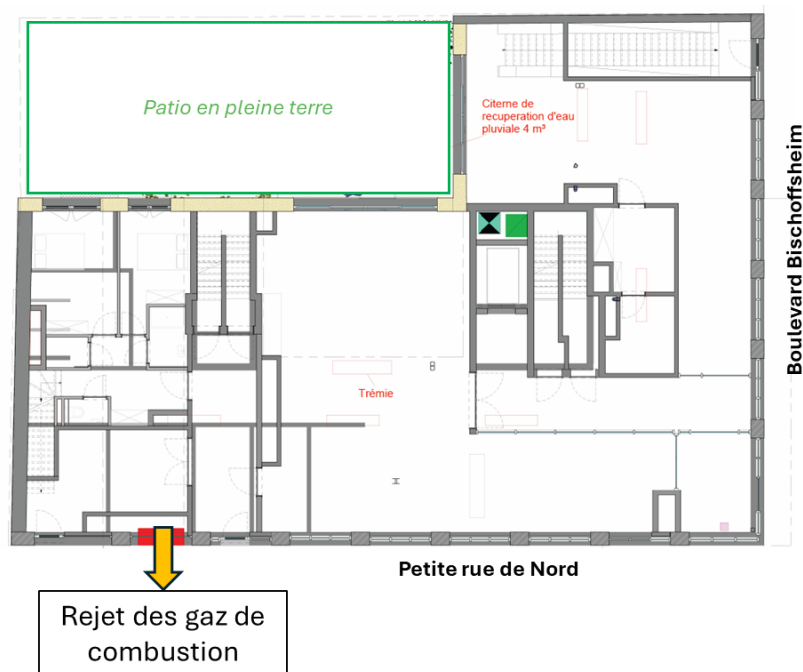 Patio en pleine terre
Citerne de
recuperation d'eau
pluviale 4 m³
Boulevard Bischoffsheim
Trémie
Petite rue de Nord
Rejet des gaz de
combustion